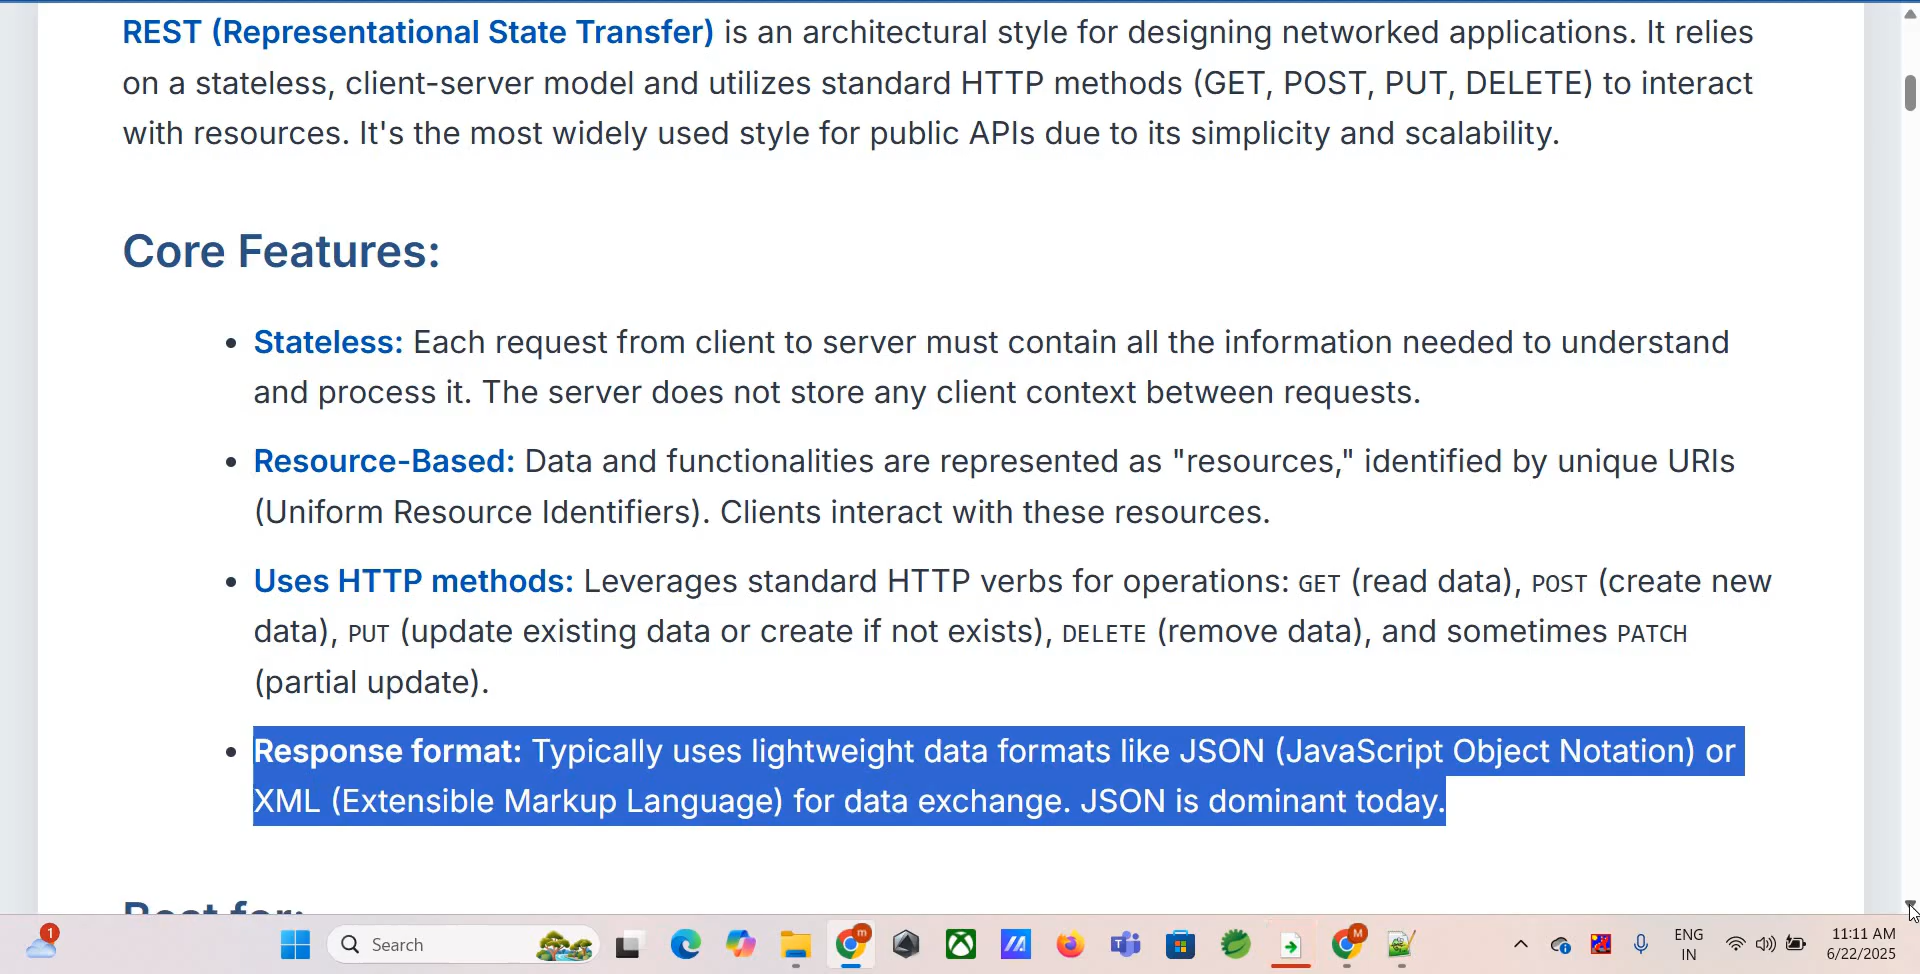 REST (Representational State Transfer) is an architectural style for designing networked applications. It relies
on a stateless, client-server model and utilizes standard HTTP methods (GET, POST, PUT, DELETE) to interact
with resources. It's the most widely used style for public APIs due to its simplicity and scalability.
Core Features:
• Stateless: Each request from client to server must contain all the information needed to understand
and process it. The server does not store any client context between requests.
• Resource-Based: Data and functionalities are represented as "resources," identified by unique URIs
(Uniform Resource Identifiers). Clients interact with these resources.
• Uses HTTP methods: Leverages standard HTTP verbs for operations: GET (read data), POST (create new
data), PUT (update existing data or create if not exists), DELETE (remove data), and sometimes PATCH
(partial update).
• Response format: Typically uses lightweight data formats like JSON (JavaScript Object Notation) or
XML (Extensible Markup Language) for data exchange. JSON is dominant today.
Best for:
1
Search
m
M
ENG
IN
11:11 AM
6/22/2025